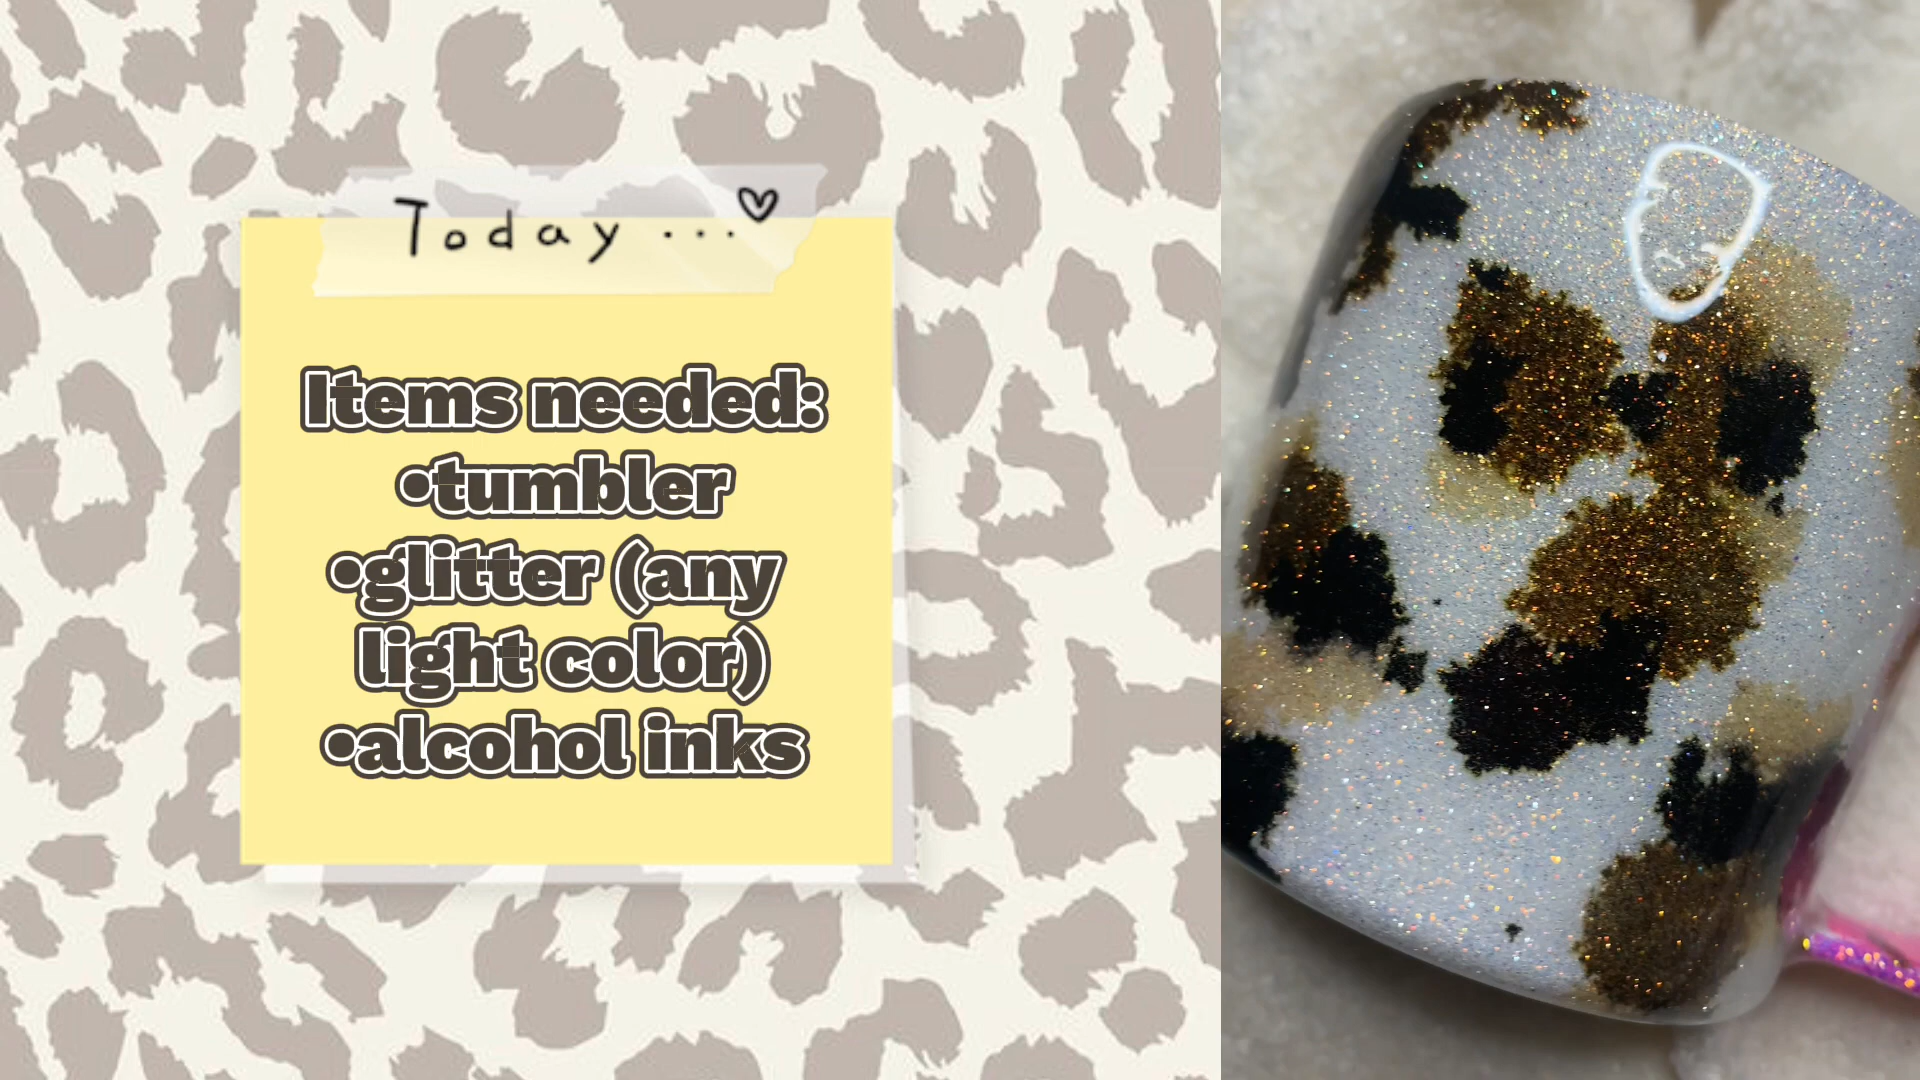 Today ...♡
Items needed:
•tumbler
•glitter (any
light color)
•alcohol inks